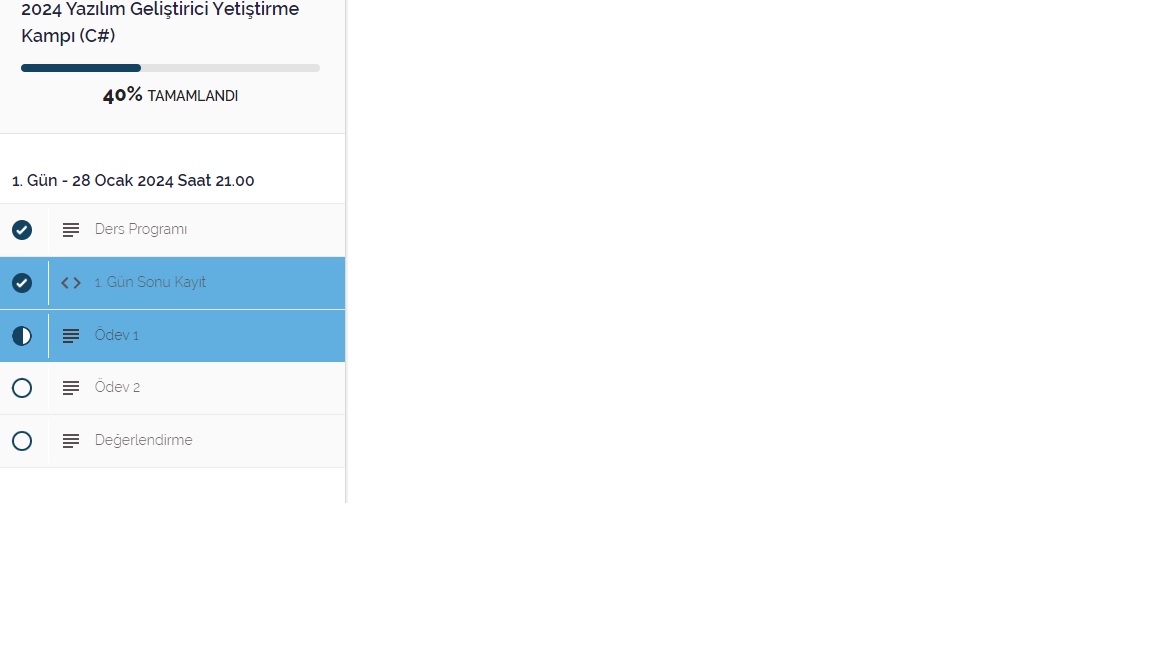 2024 Yazılım Geliştirici Yetiştirme
Kampı (C#)
40% TAMAMLANDI
1. Gün - 28 Ocak 2024 Saat 21.00
Ders Programı
1. Gün Sonu Kayıt
Ödev 1
Ödev 2
Değerlendirme